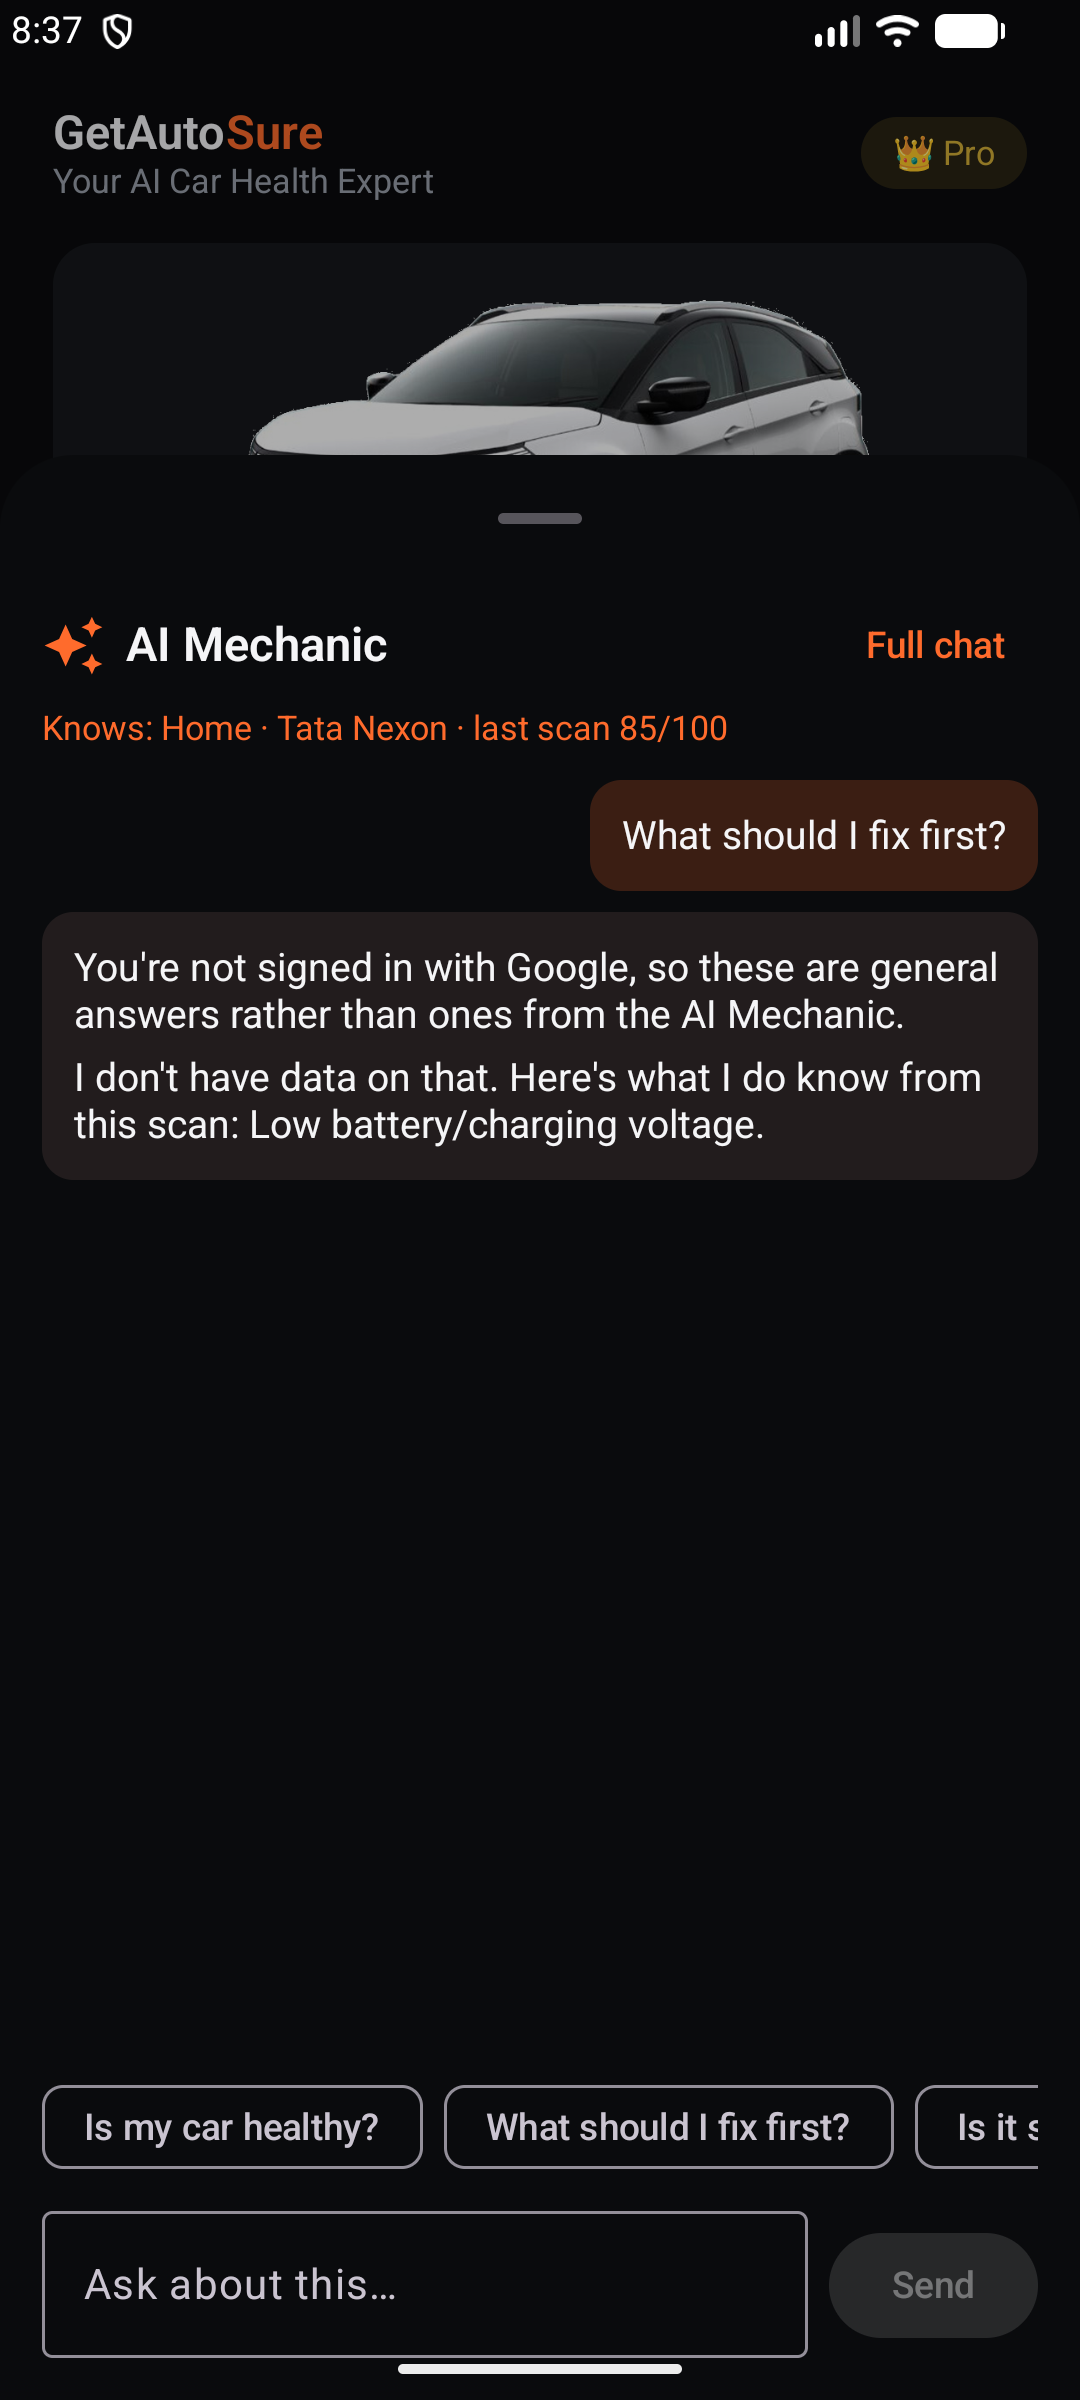 8:37
GetAutoSure
Your AI Car Health Expert
Pro
AI Mechanic
Full chat
Knows: Home · Tata Nexon · last scan 85/100
What should I fix first?
You're not signed in with Google, so these are general
answers rather than ones from the AI Mechanic.
I don't have data on that. Here's what I do know from
this scan: Low battery/charging voltage.
Is my car healthy?
What should I fix first?
Is it
Ask about this…
Send